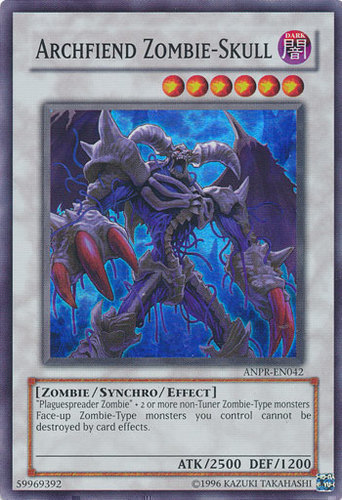 ARCHFIEND ZOMBIE-SKULL
DARK
闇
ANPR-EN042
[ZOMBIE/SYNCHRO/EFFECT]
"Plaguespreader Zombie" + 2 or more non-Tuner Zombie-Type monsters
Face-up Zombie-Type monsters you control cannot be
destroyed by card effects.
ATK/2500 DEF/1200
59969392
©1996 KAZUKI TAKAHASHI